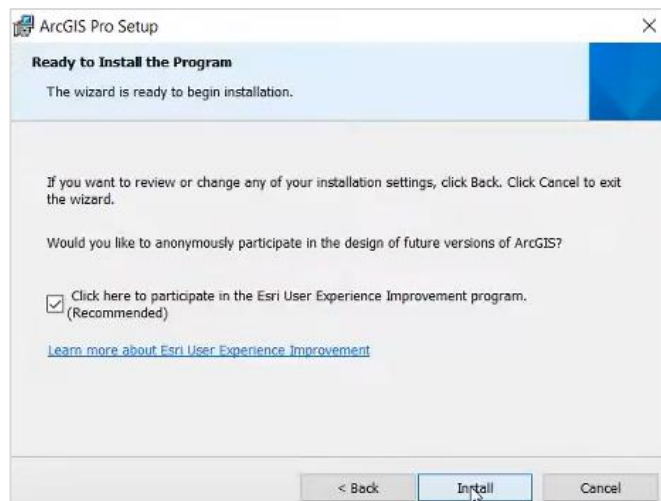 ArcGIS Pro Setup
Ready to Install the Program
The wizard is ready to begin installation.
If you want to review or change any of your installation settings, click Back. Click Cancel to exit
the wizard.
Would you like to anonymously participate in the design of future versions of ArcGIS?
Click here to participate in the Esri User Experience Improvement program.
(Recommended)
Learn more about Esri User Experience Improvement
< Back
Install
Cancel